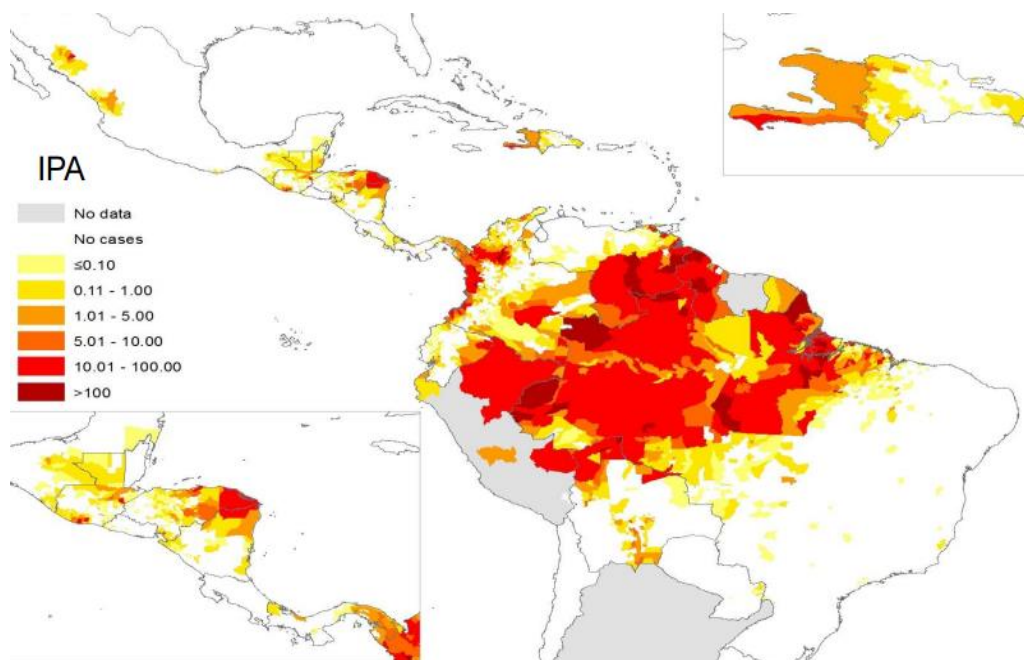 IPA
No data
No cases
≤0.10
0.11 - 1.00
1.01 - 5.00
5.01 - 10.00
10.01 - 100.00
>100